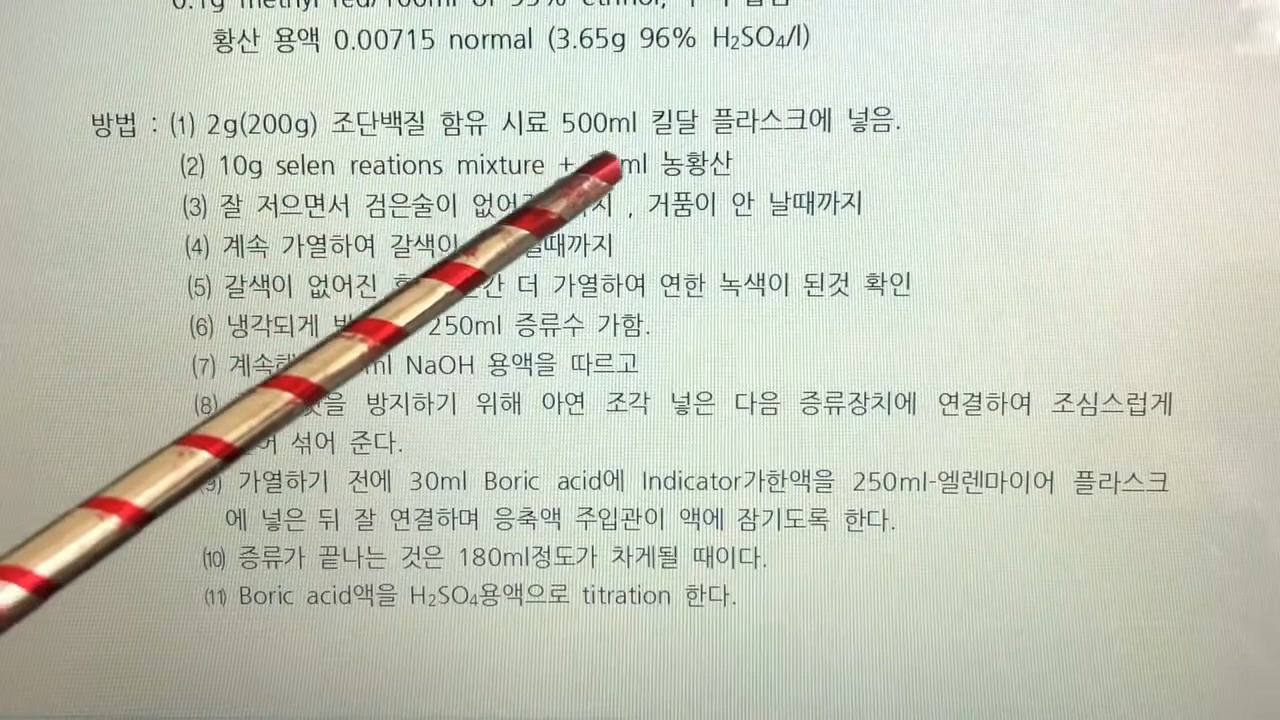 황산 용액 0.00715 normal (3.65g 96% H₂SO₄/l)
방법 : (1) 2g(200g) 조단백질 함유 시료 500ml 킬달 플라스크에 넣음.
(2) 10g selen reations mixture + ml 농황산
(3) 잘 저으면서 검은술이 , 거품이 안 날때까지
(4) 계속 가열하여
(5) 갈색이 없어진 더 가열하여 연한 녹색이 된것 확인
(6) 냉각되게 250ml 증류수 가함.
(7) NaOH 용액을 따르고
(8) 방지하기 위해 아연 조각 넣은 다음 증류장치에 연결하여 조심스럽게
섞어 준다.
(9) 가열하기 전에 30ml Boric acid에 Indicator가한액을 250ml-엘렌마이어 플라스크
에 넣은 뒤 잘 연결하며 응축액 주입관이 액에 잠기도록 한다.
(10) 증류가 끝나는 것은 180ml정도가 차게될 때이다.
(11) Boric acid액을 H₂SO₄용액으로 titration 한다.